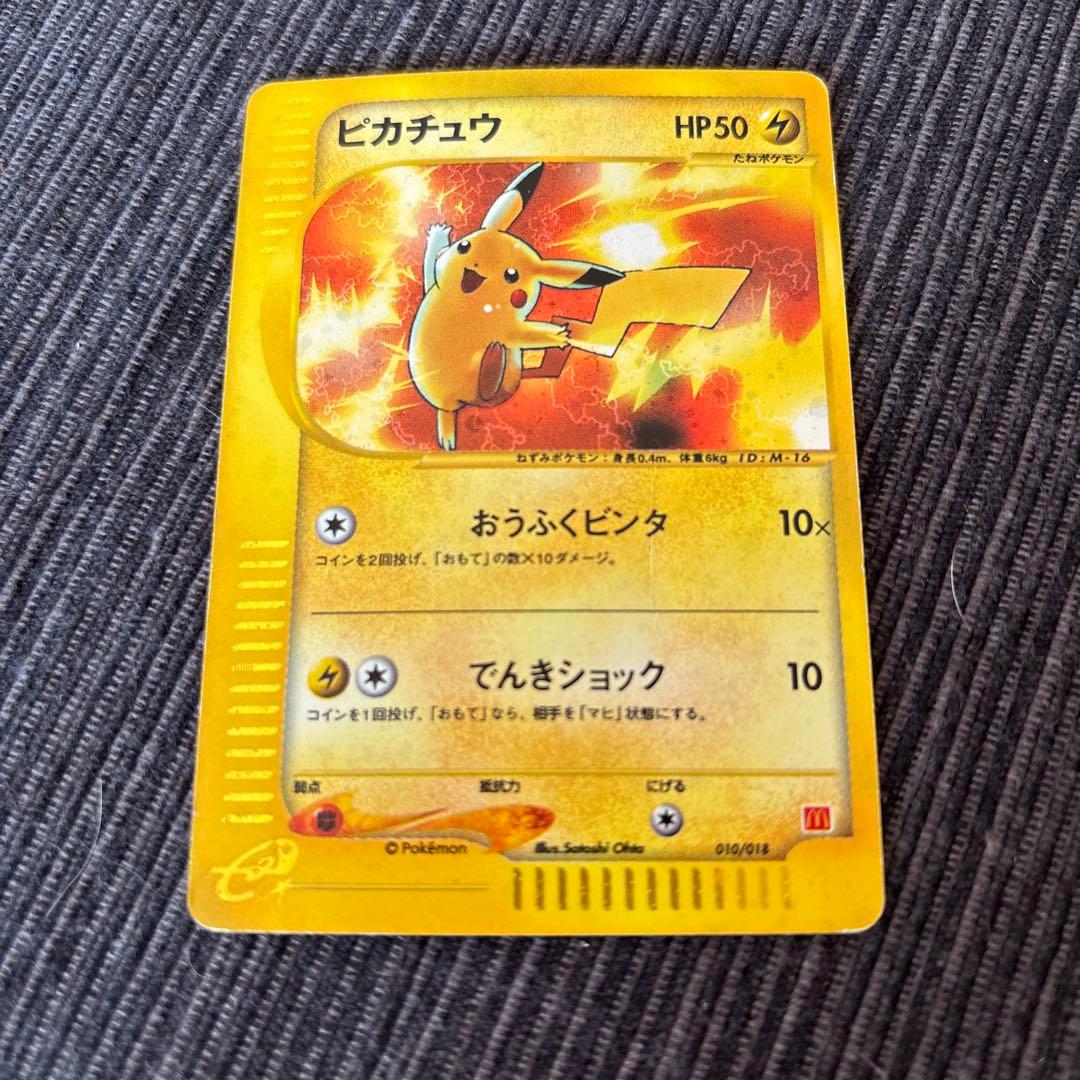 ピカチュウ HP50
たねポケモン
ねずみポケモン：身長0.4m、体重6kg ID:M-16
おうふくビンタ 10×
コインを2回投げ、「おもて」の数×10ダメージ。
でんきショック 10
コインを1回投げ、「おもて」なら、相手を「マヒ」状態にする。
弱点 抵抗力 にげる
©Pokémon Illus.Satoshi Ohta 010/018